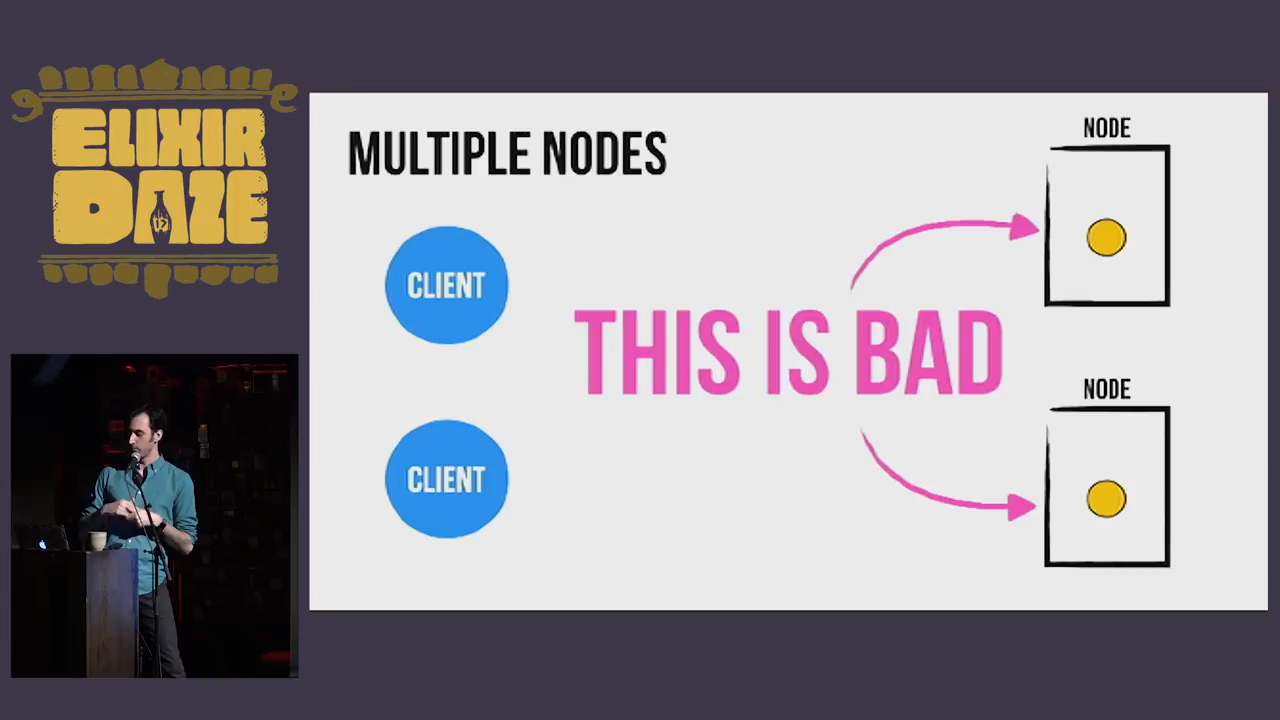 ELIXIR
DAZE
MULTIPLE NODES
NODE
CLIENT
THIS IS BAD
NODE
CLIENT